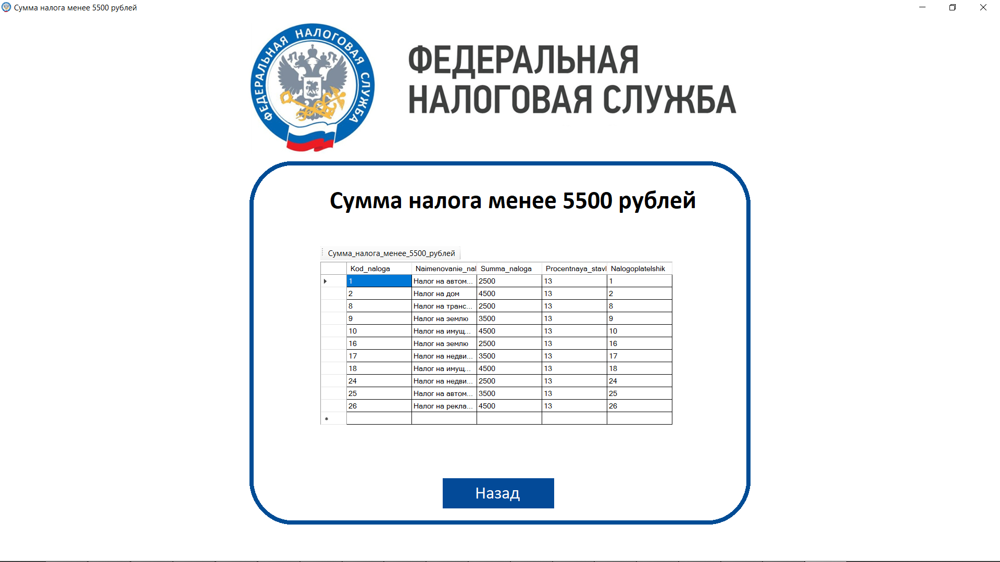 Сумма налога менее 5500 рублей
ФЕДЕРАЛЬНАЯ НАЛОГОВАЯ СЛУЖБА
ФЕДЕРАЛЬНАЯ
НАЛОГОВАЯ СЛУЖБА
Сумма налога менее 5500 рублей
Сумма_налога_менее_5500_рублей
Kod_naloga Naimenovanie_nal Summa_naloga Procentnaya_stavl Nalogoplatelshik
1 Налог на автом... 2500 13 1
2 Налог на дом 4500 13 2
8 Налог на транс... 2500 13 8
9 Налог на землю 3500 13 9
10 Налог на имущ... 4500 13 10
16 Налог на землю 2500 13 16
17 Налог на недви... 3500 13 17
18 Налог на имущ... 4500 13 18
24 Налог на недви... 2500 13 24
25 Налог на автом... 3500 13 25
26 Налог на рекла... 4500 13 26
Назад